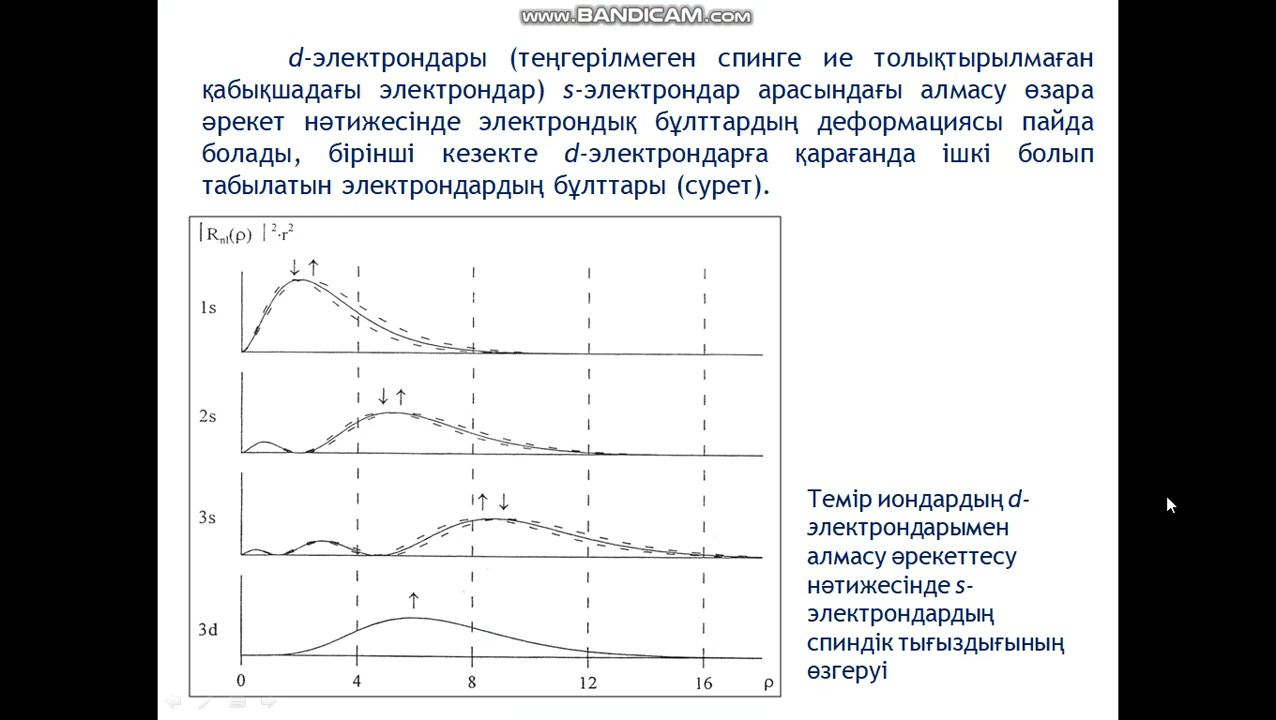 www.BANDICAM.com
d-электрондары (теңгерілмеген спинге ие толықтырылмаған
қабықшадағы электрондар) s-электрондар арасындағы алмасу өзара
әрекет нәтижесінде электрондық бұлттардың деформациясы пайда
болады, бірінші кезекте d-электрондарға қарағанда ішкі болып
табылатын электрондардың бұлттары (сурет).
|Rnl(ρ)|²·r²
↓ ↑
1s
↓ ↑
2s
↑ ↓
3s
↑
3d
0 4 8 12 16 ρ
Темір иондардың d-
электрондарымен
алмасу әрекеттесу
нәтижесінде s-
электрондардың
спиндік тығыздығының
өзгеруі